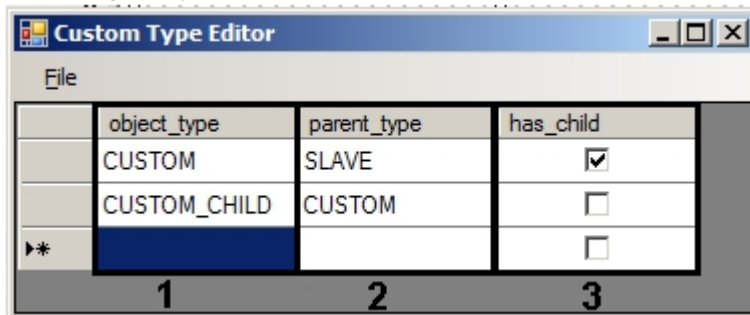 Custom Type Editor
File
object_type parent_type has_child
CUSTOM SLAVE
CUSTOM_CHILD CUSTOM
1 2 3